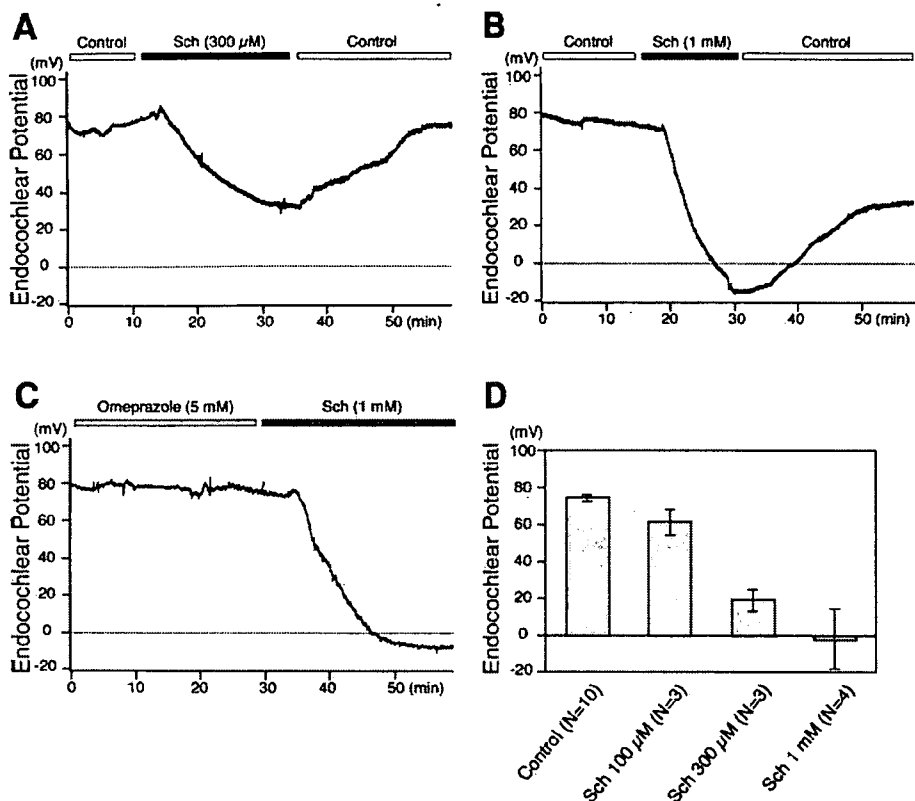 A
Control Sch (300 µM) Control
(mV)
100
80
60
40
20
0
-20
Endocochlear Potential
0 10 20 30 40 50 (min)
B
Control Sch (1 mM) Control
(mV)
100
80
60
40
20
0
-20
Endocochlear Potential
0 10 20 30 40 50 (min)
C
Omeprazole (5 mM) Sch (1 mM)
(mV)
100
80
60
40
20
0
-20
Endocochlear Potential
0 10 20 30 40 50 (min)
D
(mV)
100
80
60
40
20
0
-20
Endocochlear Potential
Control (N=10)
Sch 100 µM (N=3)
Sch 300 µM (N=3)
Sch 1 mM (N=4)